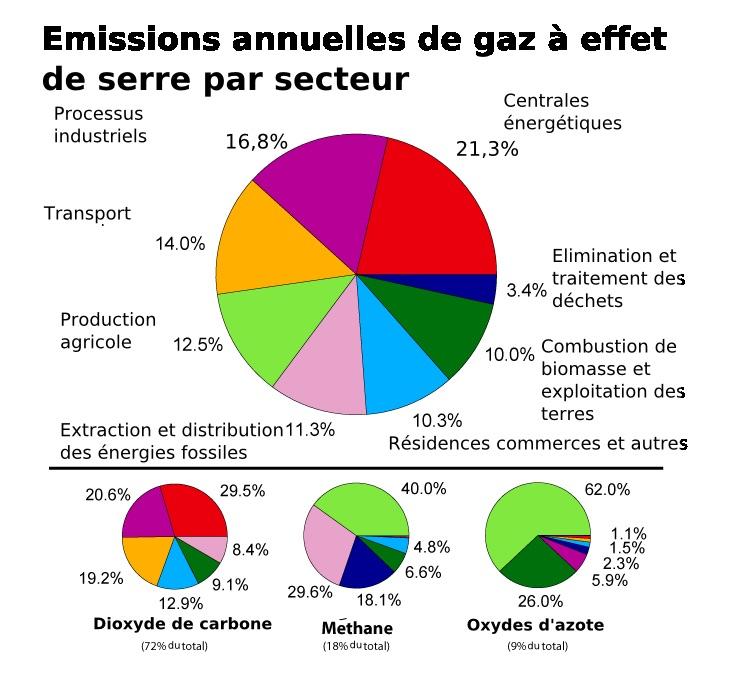 Emissions annuelles de gaz à effet
de serre par secteur
Processus
industriels
16,8%
Centrales
énergétiques
21,3%
Transport
14.0%
Elimination et
traitement des
déchets
3.4%
Production
agricole
12.5%
10.0%
Combustion de
biomasse et
exploitation des
terres
Extraction et distribution
des énergies fossiles
11.3%
10.3%
Résidences commerces et autres
20.6%
29.5%
8.4%
9.1%
12.9%
19.2%
Dioxyde de carbone
(72% du total)
40.0%
4.8%
6.6%
18.1%
29.6%
Méthane
(18% du total)
62.0%
1.1%
1.5%
2.3%
5.9%
26.0%
Oxydes d'azote
(9% du total)